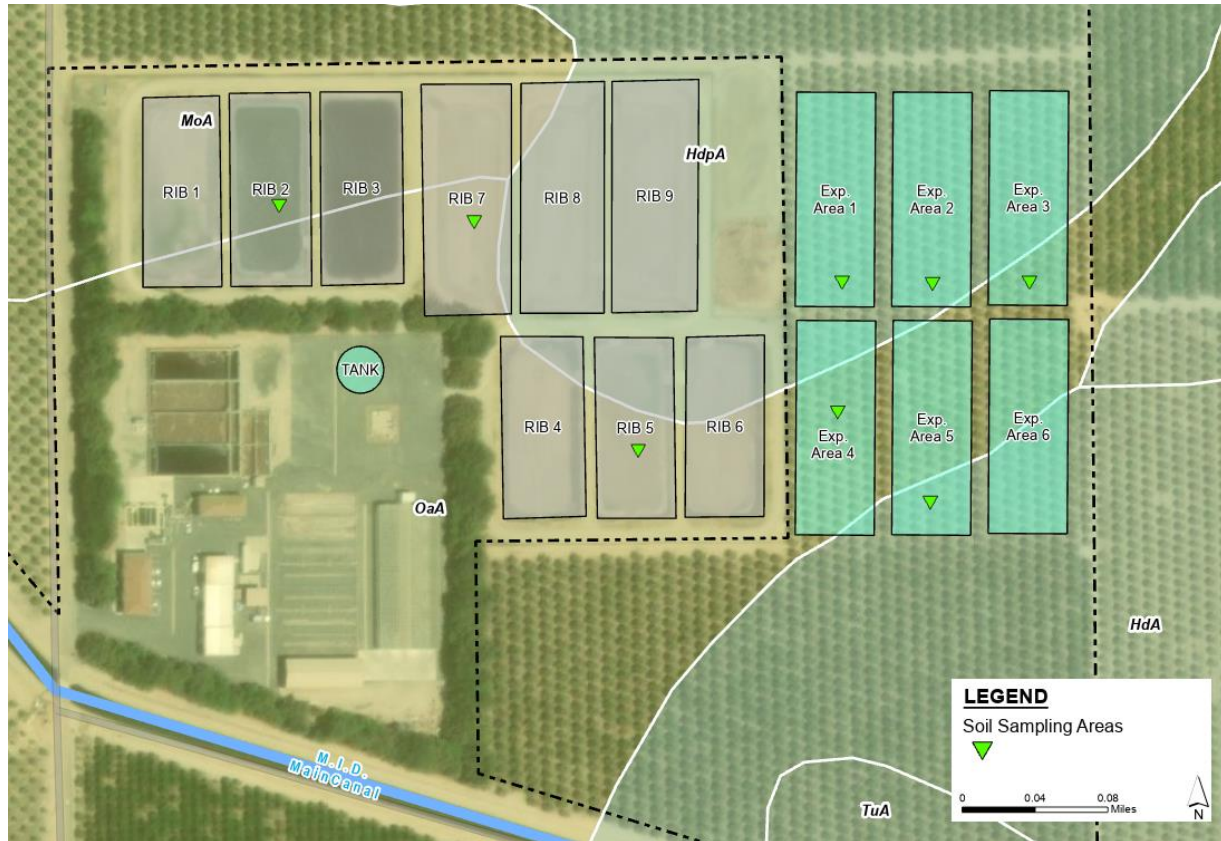 MoA
RIB 1
RIB 2
RIB 3
RIB 7
RIB 8
RIB 9
HdpA
Exp.
Area 1
Exp.
Area 2
Exp.
Area 3
TANK
RIB 4
RIB 5
RIB 6
Exp.
Area 4
Exp.
Area 5
Exp.
Area 6
OaA
HdA
M.I.D.
MainCanal
TuA
LEGEND
Soil Sampling Areas
0 0.04 0.08
Miles
N